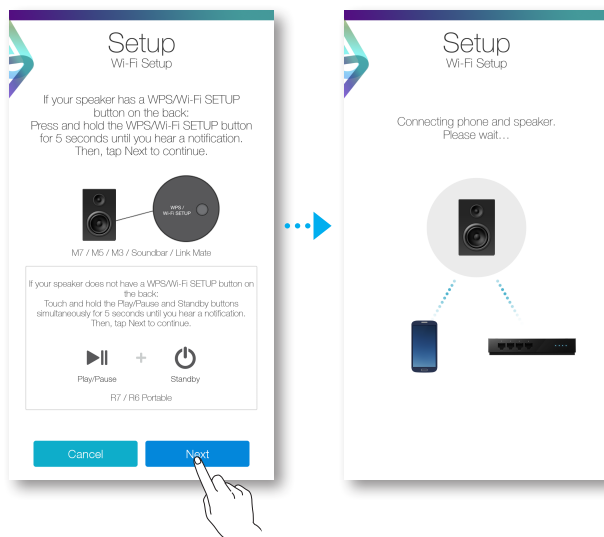 Setup
Wi-Fi Setup
If your speaker has a WPS/Wi-Fi SETUP
button on the back:
Press and hold the WPS/Wi-Fi SETUP button
for 5 seconds until you hear a notification.
Then, tap Next to continue.
WPS /
Wi-Fi SETUP
M7 / M5 / M3 / Soundbar / Link Mate
If your speaker does not have a WPS/Wi-Fi SETUP button on
the back:
Touch and hold the Play/Pause and Standby buttons
simultaneously for 5 seconds until you hear a notification.
Then, tap Next to continue.
+
Play/Pause
Standby
R7 / R6 Portable
Cancel
Next
Setup
Wi-Fi Setup
Connecting phone and speaker.
Please wait…